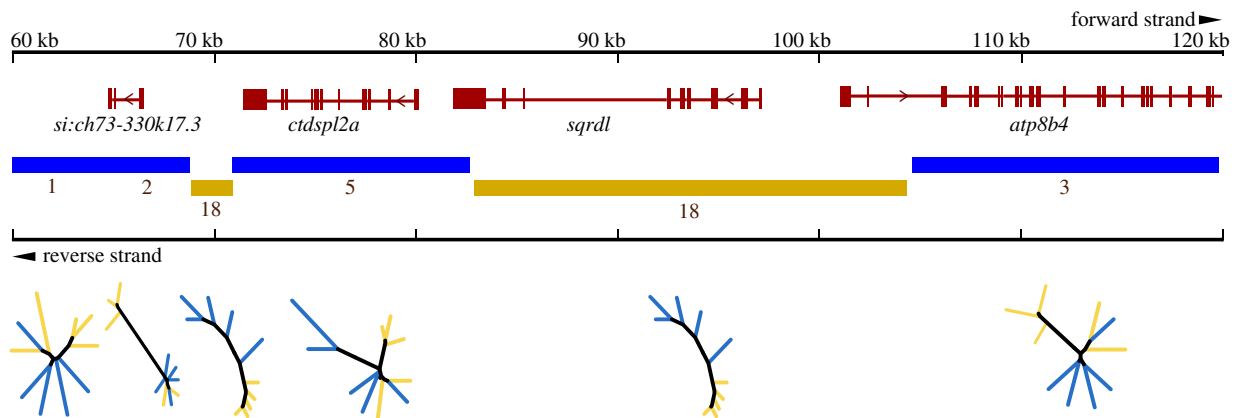 forward strand
60 kb 70 kb 80 kb 90 kb 100 kb 110 kb 120 kb
si:ch73-330k17.3 ctdspl2a sqrdl atp8b4
1 2 5 3
18 18
reverse strand